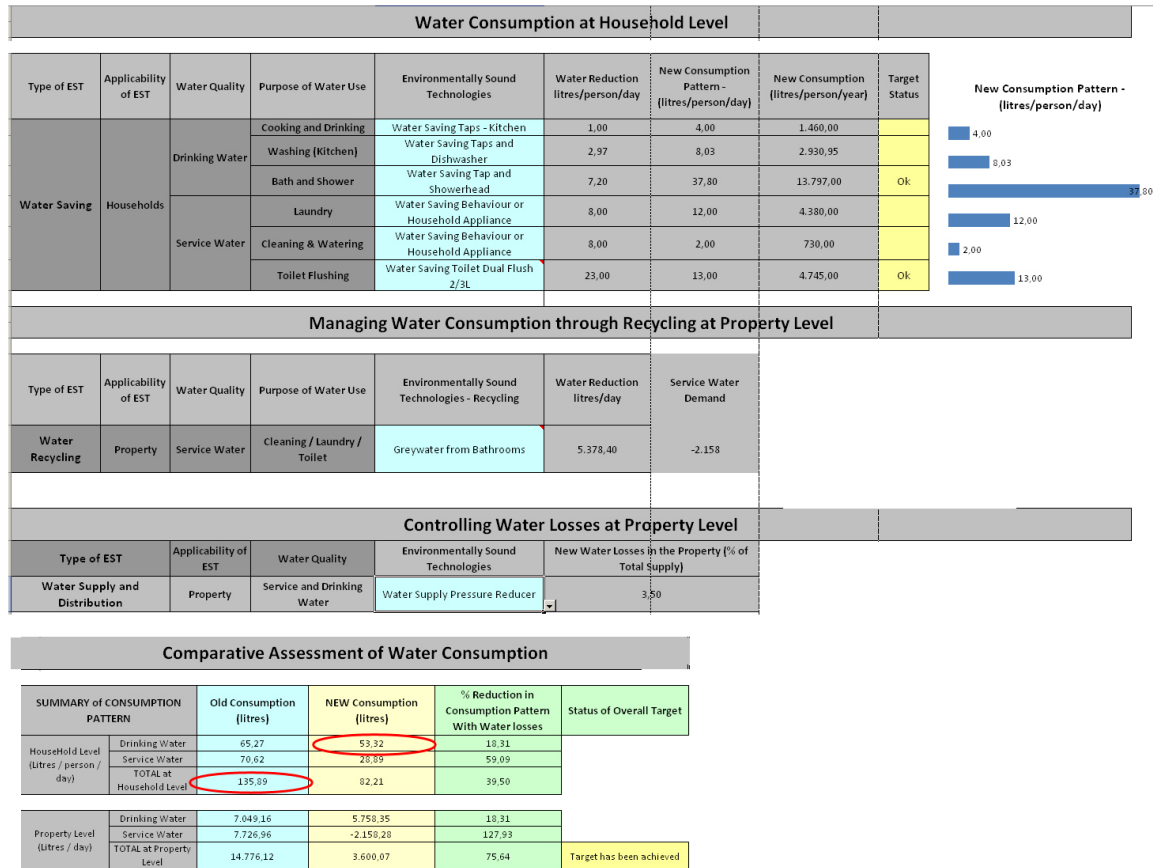 Water Consumption at Household Level
Type of EST
Applicability
of EST
Water Quality
Purpose of Water Use
Environmentally Sound
Technologies
Water Reduction
litres/person/day
New Consumption
Pattern -
(litres/person/day)
New Consumption
(litres/person/year)
Target
Status
Water Saving
Households
Drinking Water
Cooking and Drinking
Water Saving Taps - Kitchen
1,00
4,00
1.460,00
Washing (Kitchen)
Water Saving Taps and
Dishwasher
2,97
8,03
2.930,95
Bath and Shower
Water Saving Tap and
Showerhead
7,20
37,80
13.797,00
Ok
Service Water
Laundry
Water Saving Behaviour or
Household Appliance
8,00
12,00
4.380,00
Cleaning & Watering
Water Saving Behaviour or
Household Appliance
8,00
2,00
730,00
Toilet Flushing
Water Saving Toilet Dual Flush
2/3L
23,00
13,00
4.745,00
Ok
New Consumption Pattern -
(litres/person/day)
4,00
8,03
37,80
12,00
2,00
13,00
Managing Water Consumption through Recycling at Property Level
Type of EST
Applicability
of EST
Water Quality
Purpose of Water Use
Environmentally Sound
Technologies - Recycling
Water Reduction
litres/day
Service Water
Demand
Water
Recycling
Property
Service Water
Cleaning / Laundry /
Toilet
Greywater from Bathrooms
5.378,40
-2.158
Controlling Water Losses at Property Level
Type of EST
Applicability of
EST
Water Quality
Environmentally Sound
Technologies
New Water Losses in the Property (% of
Total Supply)
Water Supply and
Distribution
Property
Service and Drinking
Water
Water Supply Pressure Reducer
3,50
Comparative Assessment of Water Consumption
SUMMARY of CONSUMPTION
PATTERN
Old Consumption
(litres)
NEW Consumption
(litres)
% Reduction in
Consumption Pattern
With Water losses
Status of Overall Target
HouseHold Level
(Litres / person /
day)
Drinking Water
65,27
53,32
18,31
Service Water
70,62
28,89
59,09
TOTAL at
Household Level
135,89
82,21
39,50
Property Level
(Litres / day)
Drinking Water
7.049,16
5.758,35
18,31
Service Water
7.726,96
-2.158,28
127,93
TOTAL at Property
Level
14.776,12
3.600,07
75,64
Target has been achieved